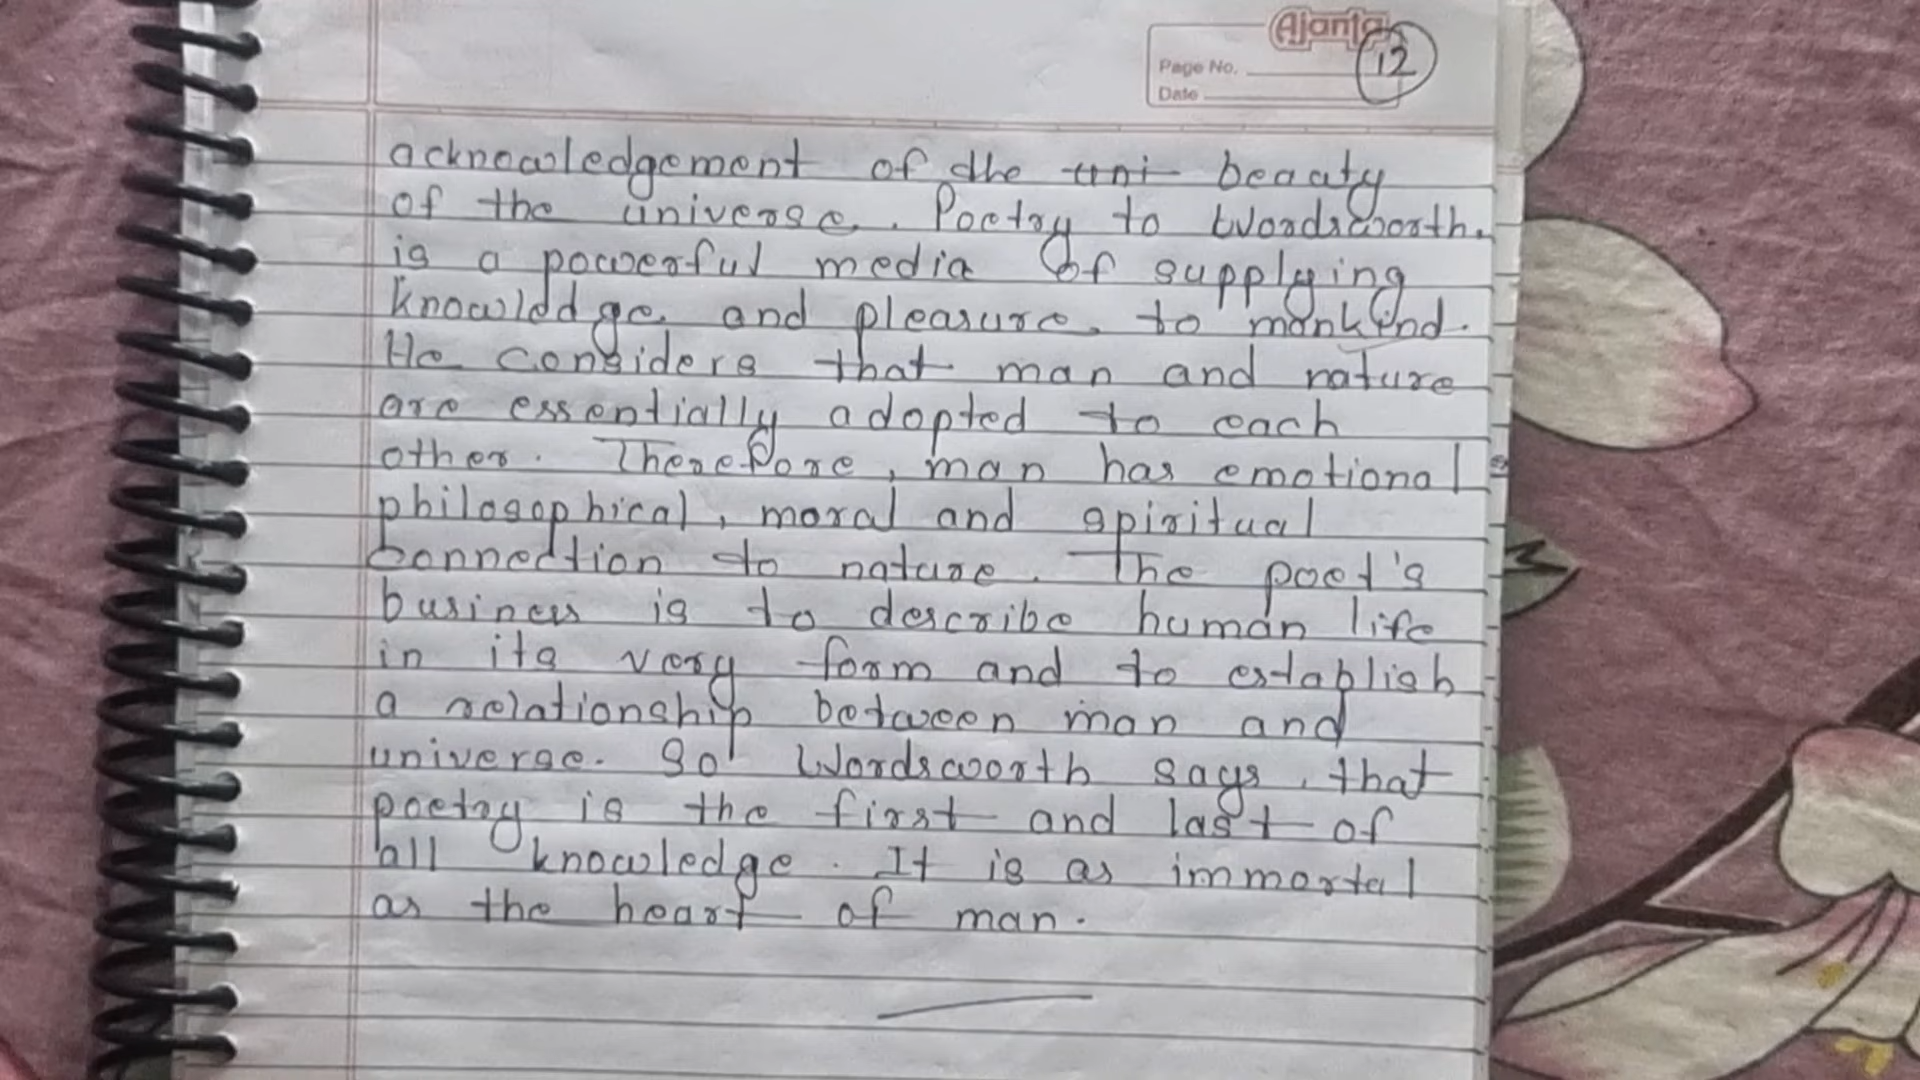 Ajanta
Page No. 12
Date
acknowledgement of the uni beauty
of the universe. Poetry to Wordsworth
is a powerful media of supplying
knowlddge and pleasure to mankind.
He considers that man and nature
are essentially adopted to each
other. Therefore, man has emotional
philosophical, moral and spiritual
connection to nature. The poet's
business is to describe human life
in its very form and to establish
a relationship between man and
universe. So Wordsworth says, that
poetry is the first and last of
all knowledge. It is as immortal
as the heart of man.